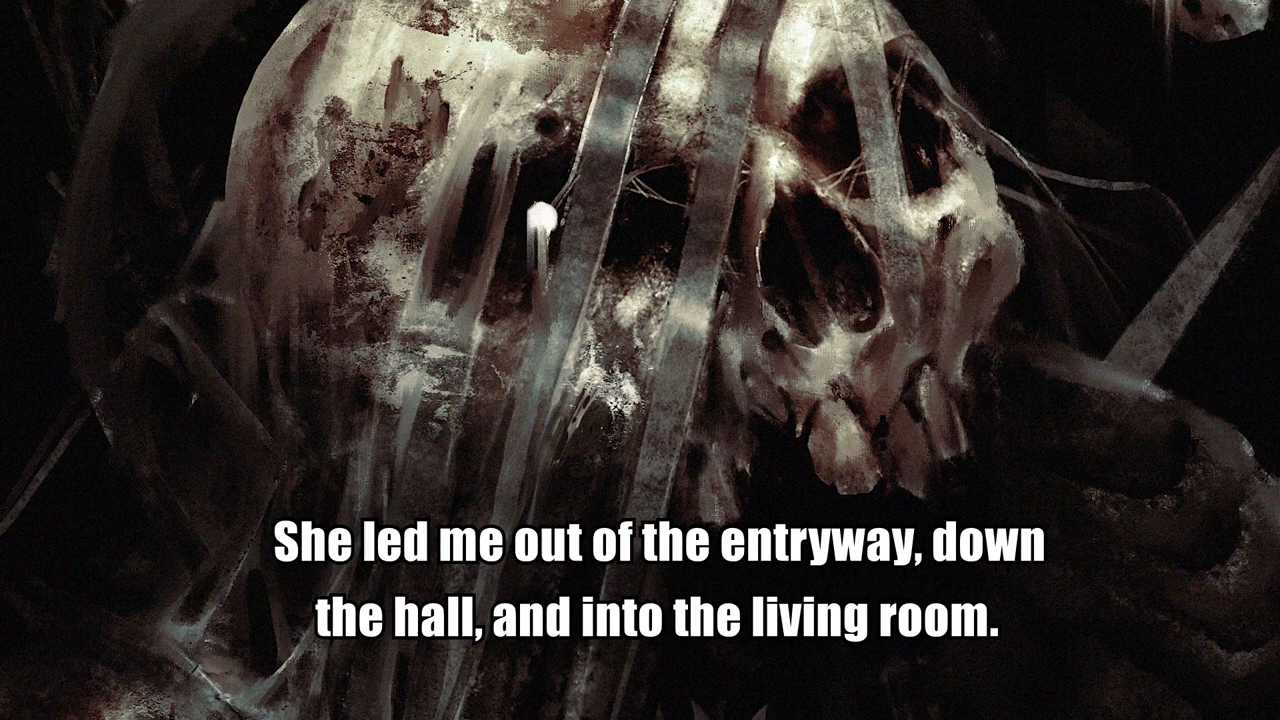 She led me out of the entryway, down
the hall, and into the living room.